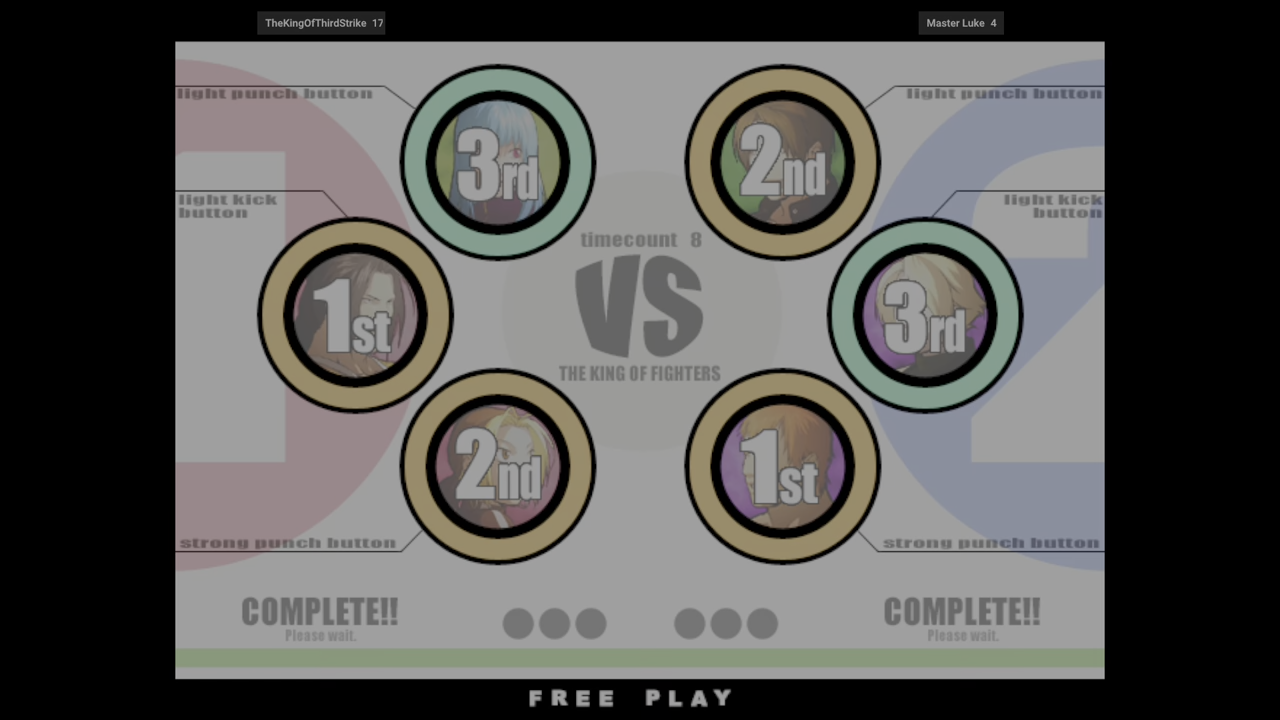 TheKingOfThirdStrike 17
Master Luke 4
light punch button
light punch button
3rd
2nd
light kick
button
light kick
button
timecount 8
VS
THE KING OF FIGHTERS
1st
3rd
2nd
1st
strong punch button
strong punch button
COMPLETE!!
Please wait.
COMPLETE!!
Please wait.
1
2
FREE PLAY